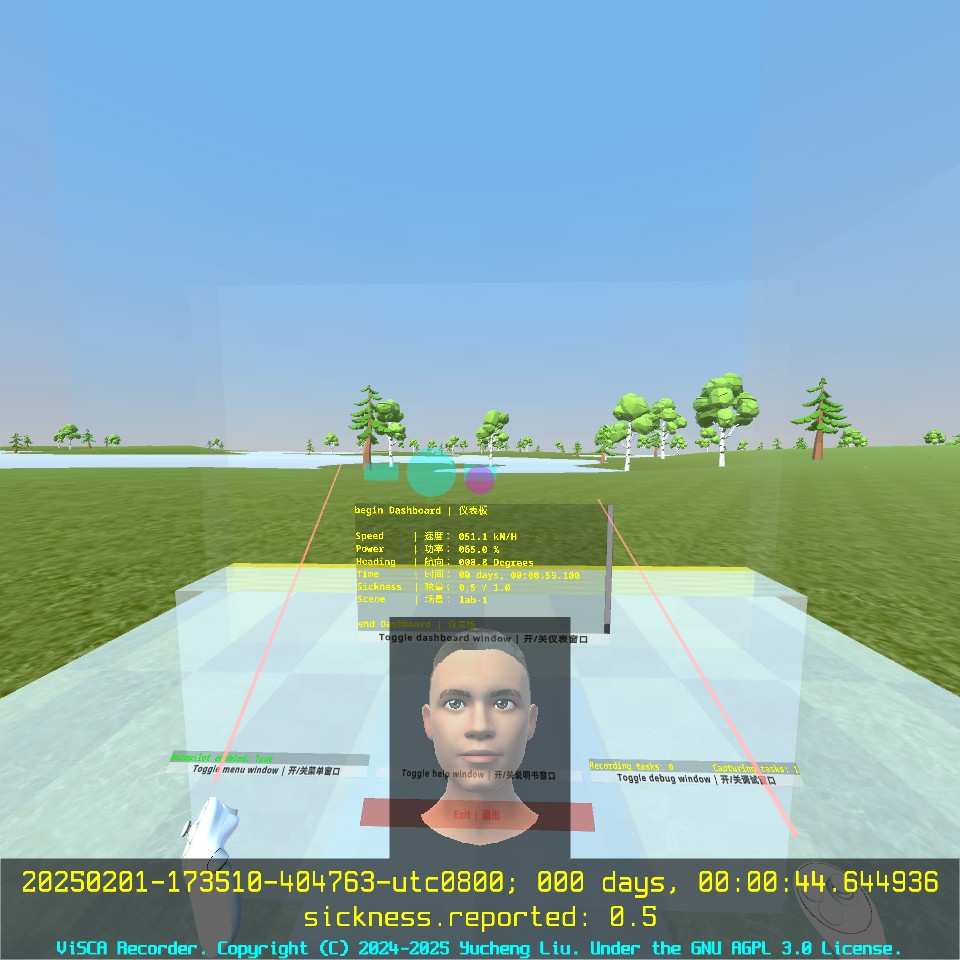 begin Dashboard | 仪表板
Speed | 速度： 051.1 kM/H
Power | 功率： 065.0 %
Heading | 航向： 008.8 Degrees
Time | 时间： 00 days, 00:00:59.100
Sickness | 晕染： 0.5 / 1.0
Scene | 场景： lab-1
end Dashboard | 仪表板
Toggle dashboard window | 开/关仪表窗口
Autopilot enabled: True
Toggle menu window | 开/关菜单窗口
Toggle help window | 开/关说明书窗口
Recording tasks: 0 Capturing tasks: 1
Toggle debug window | 开/关调试窗口
Exit | 退出
20250201-173510-404763-utc0800; 000 days, 00:00:44.644936
sickness.reported: 0.5
ViSCA Recorder. Copyright (C) 2024-2025 Yucheng Liu. Under the GNU AGPL 3.0 License.